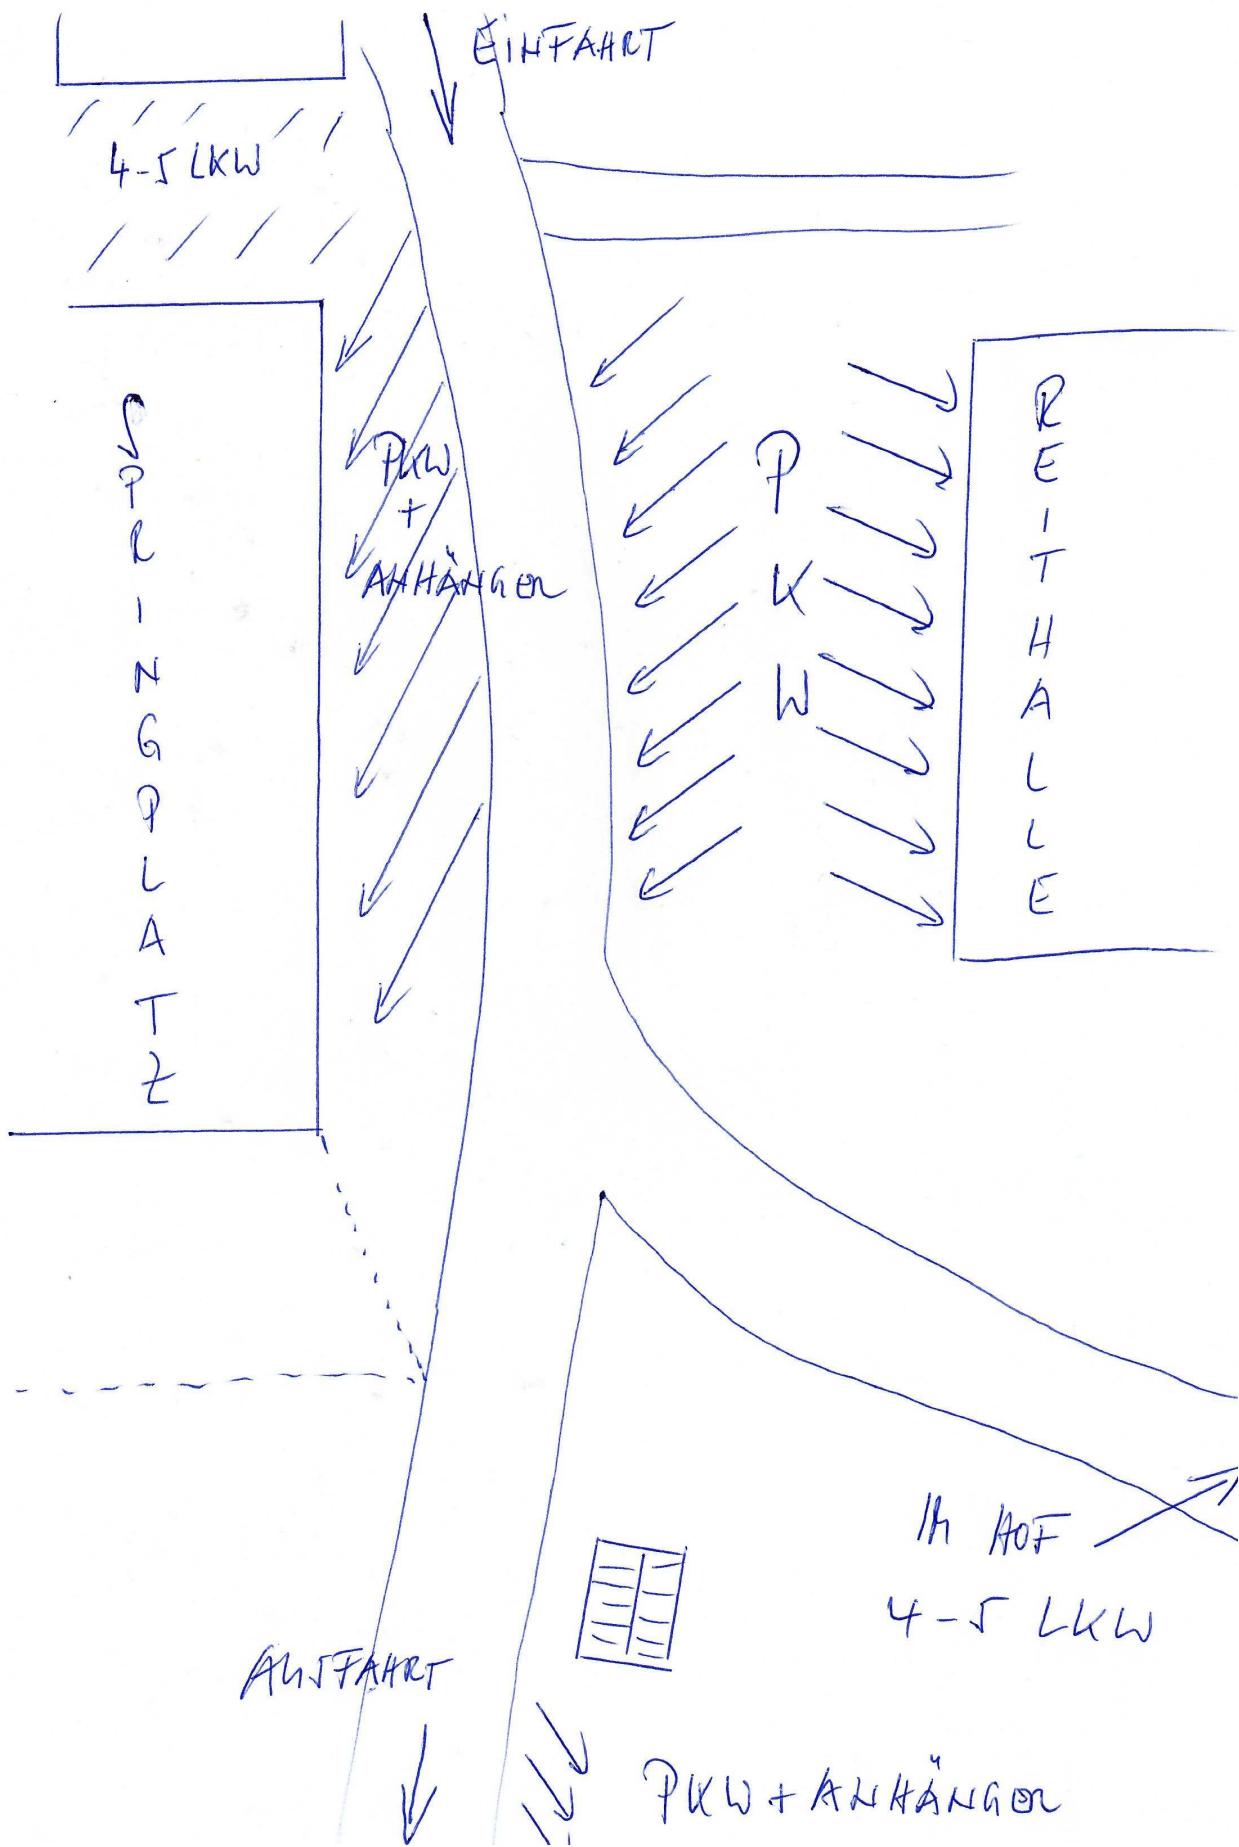 EINFAHRT
4-5 LKW
SPRINGPLATZ
PKW
+
ANHÄNGER
PKW
REITHALLE
IM HOF
4-5 LKW
AUSFAHRT
PKW + ANHÄNGER